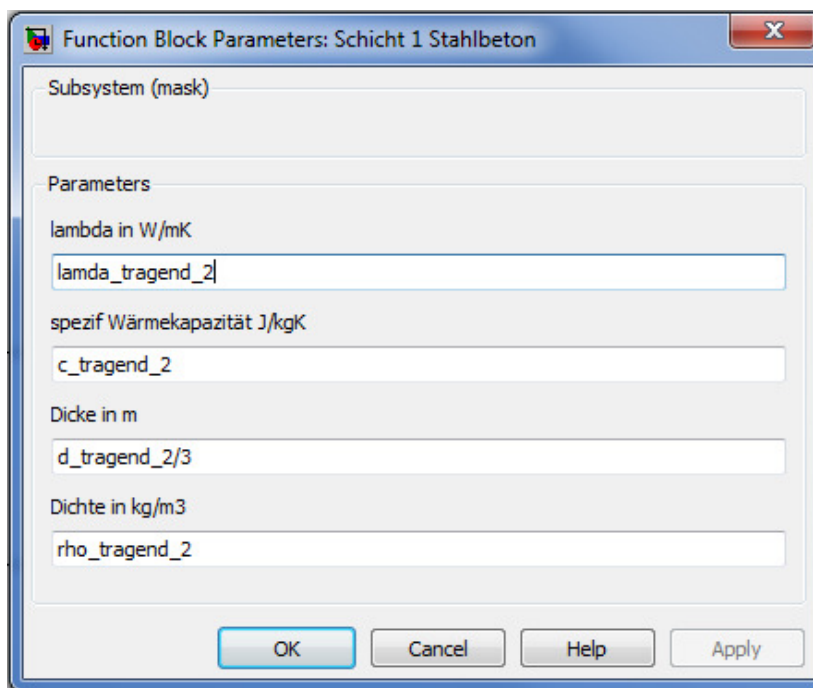 Function Block Parameters: Schicht 1 Stahlbeton
Subsystem (mask)
Parameters
lambda in W/mK
lamda_tragend_2
spezif Wärmekapazität J/kgK
c_tragend_2
Dicke in m
d_tragend_2/3
Dichte in kg/m3
rho_tragend_2
OK Cancel Help Apply